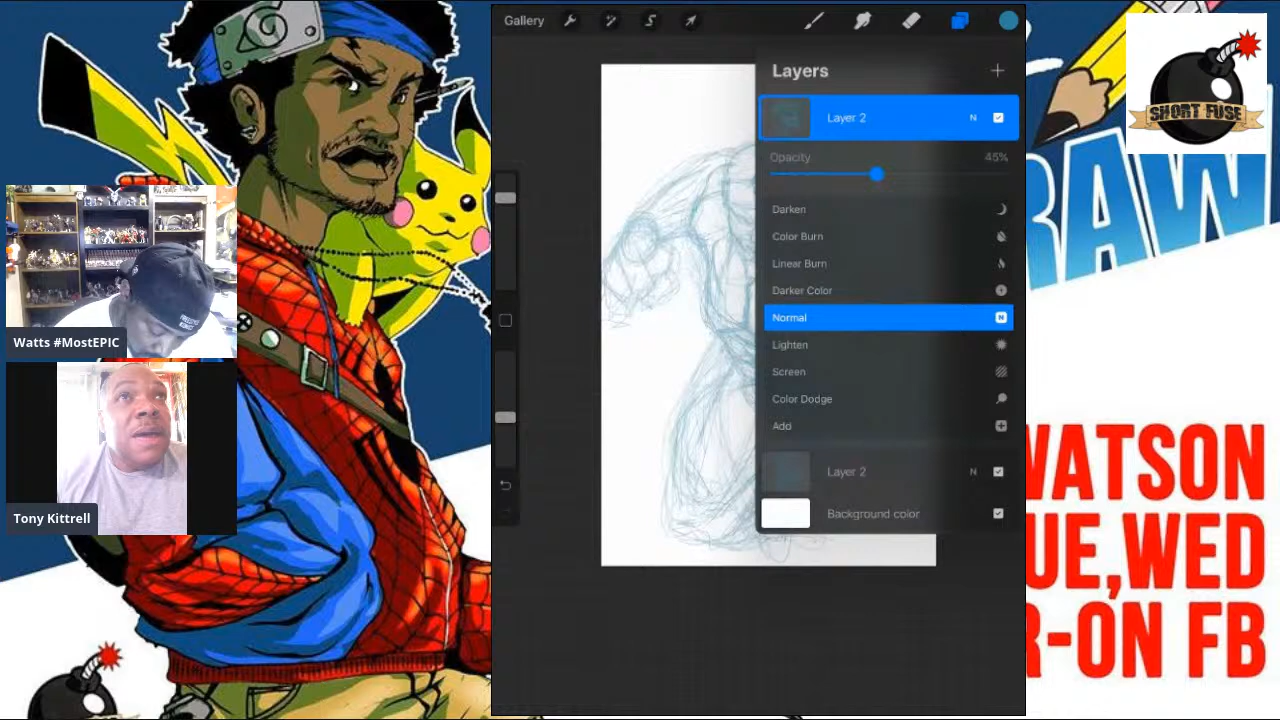 Gallery
Layers
Layer 2 N
Opacity 45%
Darken
Color Burn
Linear Burn
Darker Color
Normal N
Lighten
Screen
Color Dodge
Add
Layer 2 N
Background color
Watts #MostEPIC
Tony Kittrell
SHORT FUSE
RAW
WATSON
UE,WED
R-ON FB